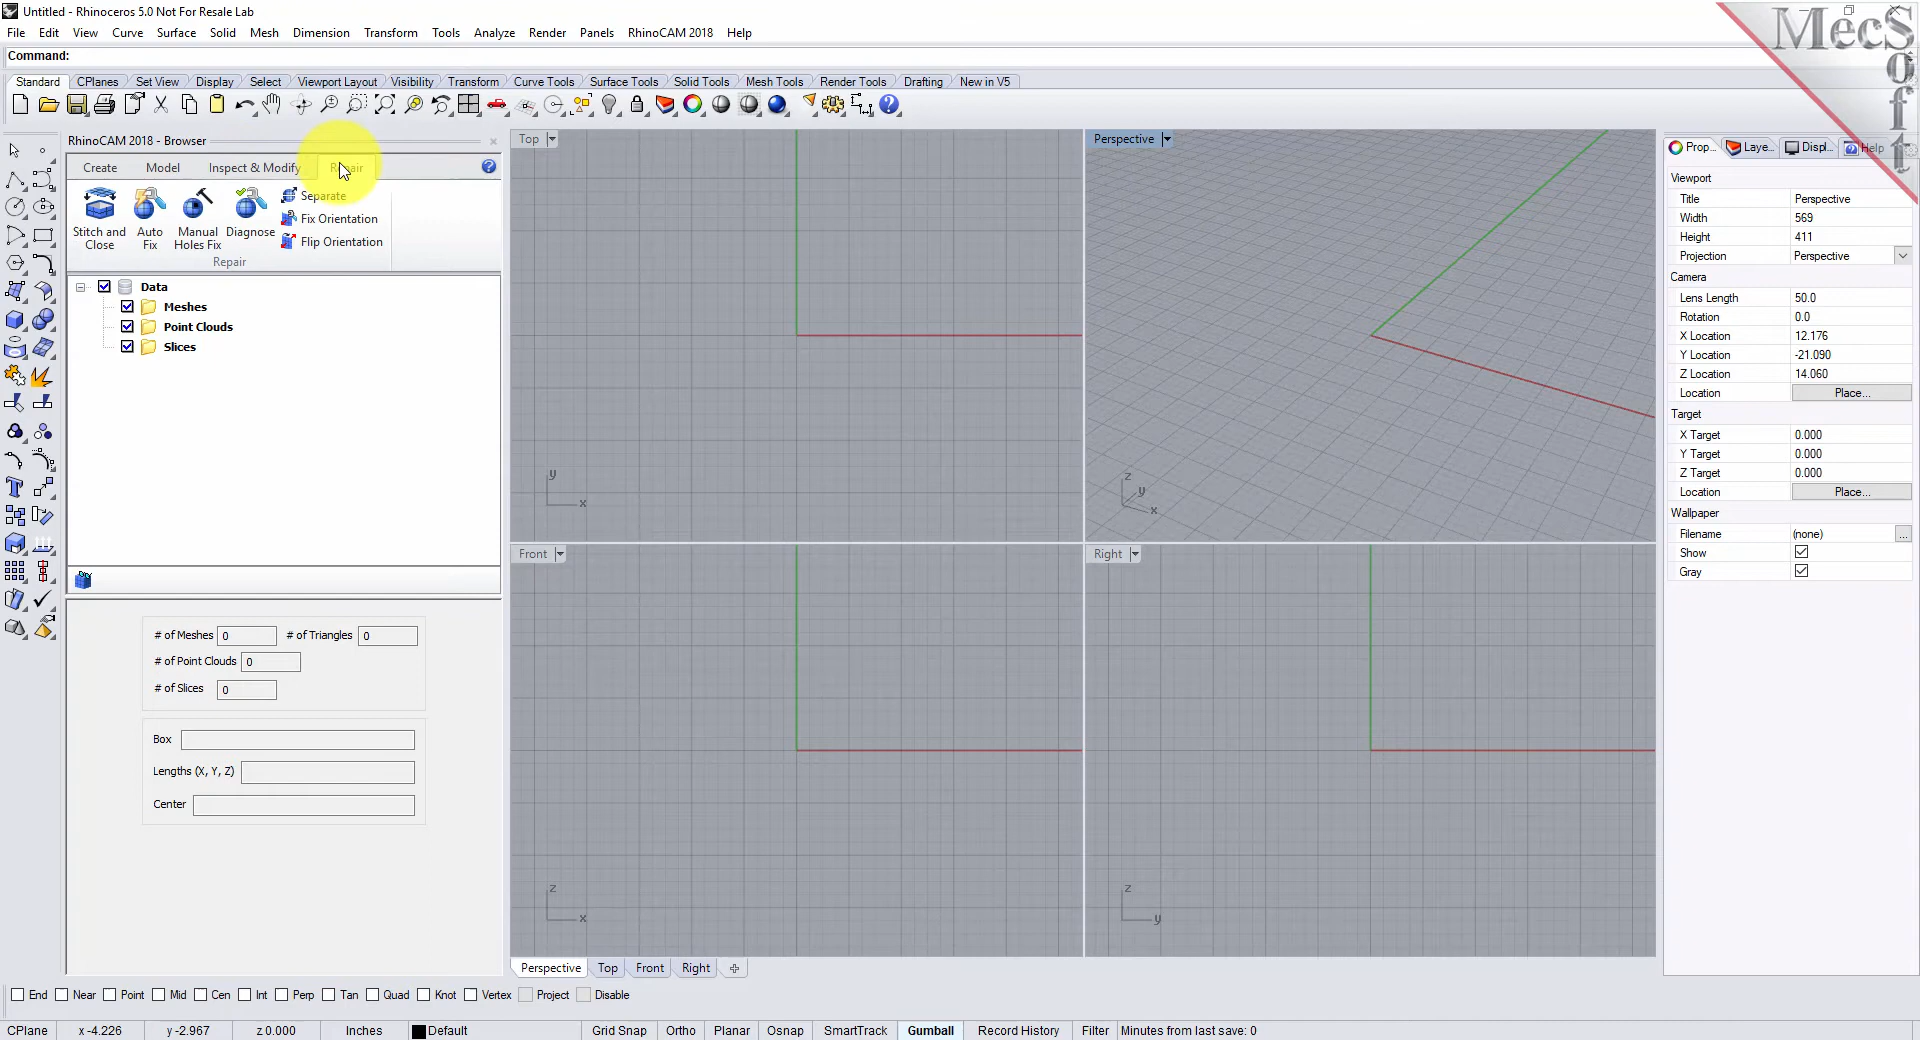 Untitled - Rhinoceros 5.0 Not For Resale Lab
File Edit View Curve Surface Solid Mesh Dimension Transform Tools Analyze Render Panels RhinoCAM 2018 Help
Command:
Standard CPlanes Set View Display Select Viewport Layout Visibility Transform Curve Tools Surface Tools Solid Tools Mesh Tools Render Tools Drafting New in V5
MecSoft
RhinoCAM 2018 - Browser
Create Model Inspect & Modify Repair
Stitch and Close
Auto Fix
Manual Holes Fix
Diagnose
Separate
Fix Orientation
Flip Orientation
Repair
Data
Meshes
Point Clouds
Slices
# of Meshes 0 # of Triangles 0
# of Point Clouds 0
# of Slices 0
Box
Lengths (X, Y, Z)
Center
Top
y
x
Perspective
z
y
x
Front
z
x
Right
z
y
Perspective Top Front Right
Prop... Laye... Displ... Help
Viewport
Title Perspective
Width 569
Height 411
Projection Perspective
Camera
Lens Length 50.0
Rotation 0.0
X Location 12.176
Y Location -21.090
Z Location 14.060
Location Place...
Target
X Target 0.000
Y Target 0.000
Z Target 0.000
Location Place...
Wallpaper
Filename (none) ...
Show
Gray
End Near Point Mid Cen Int Perp Tan Quad Knot Vertex Project Disable
CPlane x -4.226 y -2.967 z 0.000 Inches Default Grid Snap Ortho Planar Osnap SmartTrack Gumball Record History Filter Minutes from last save: 0